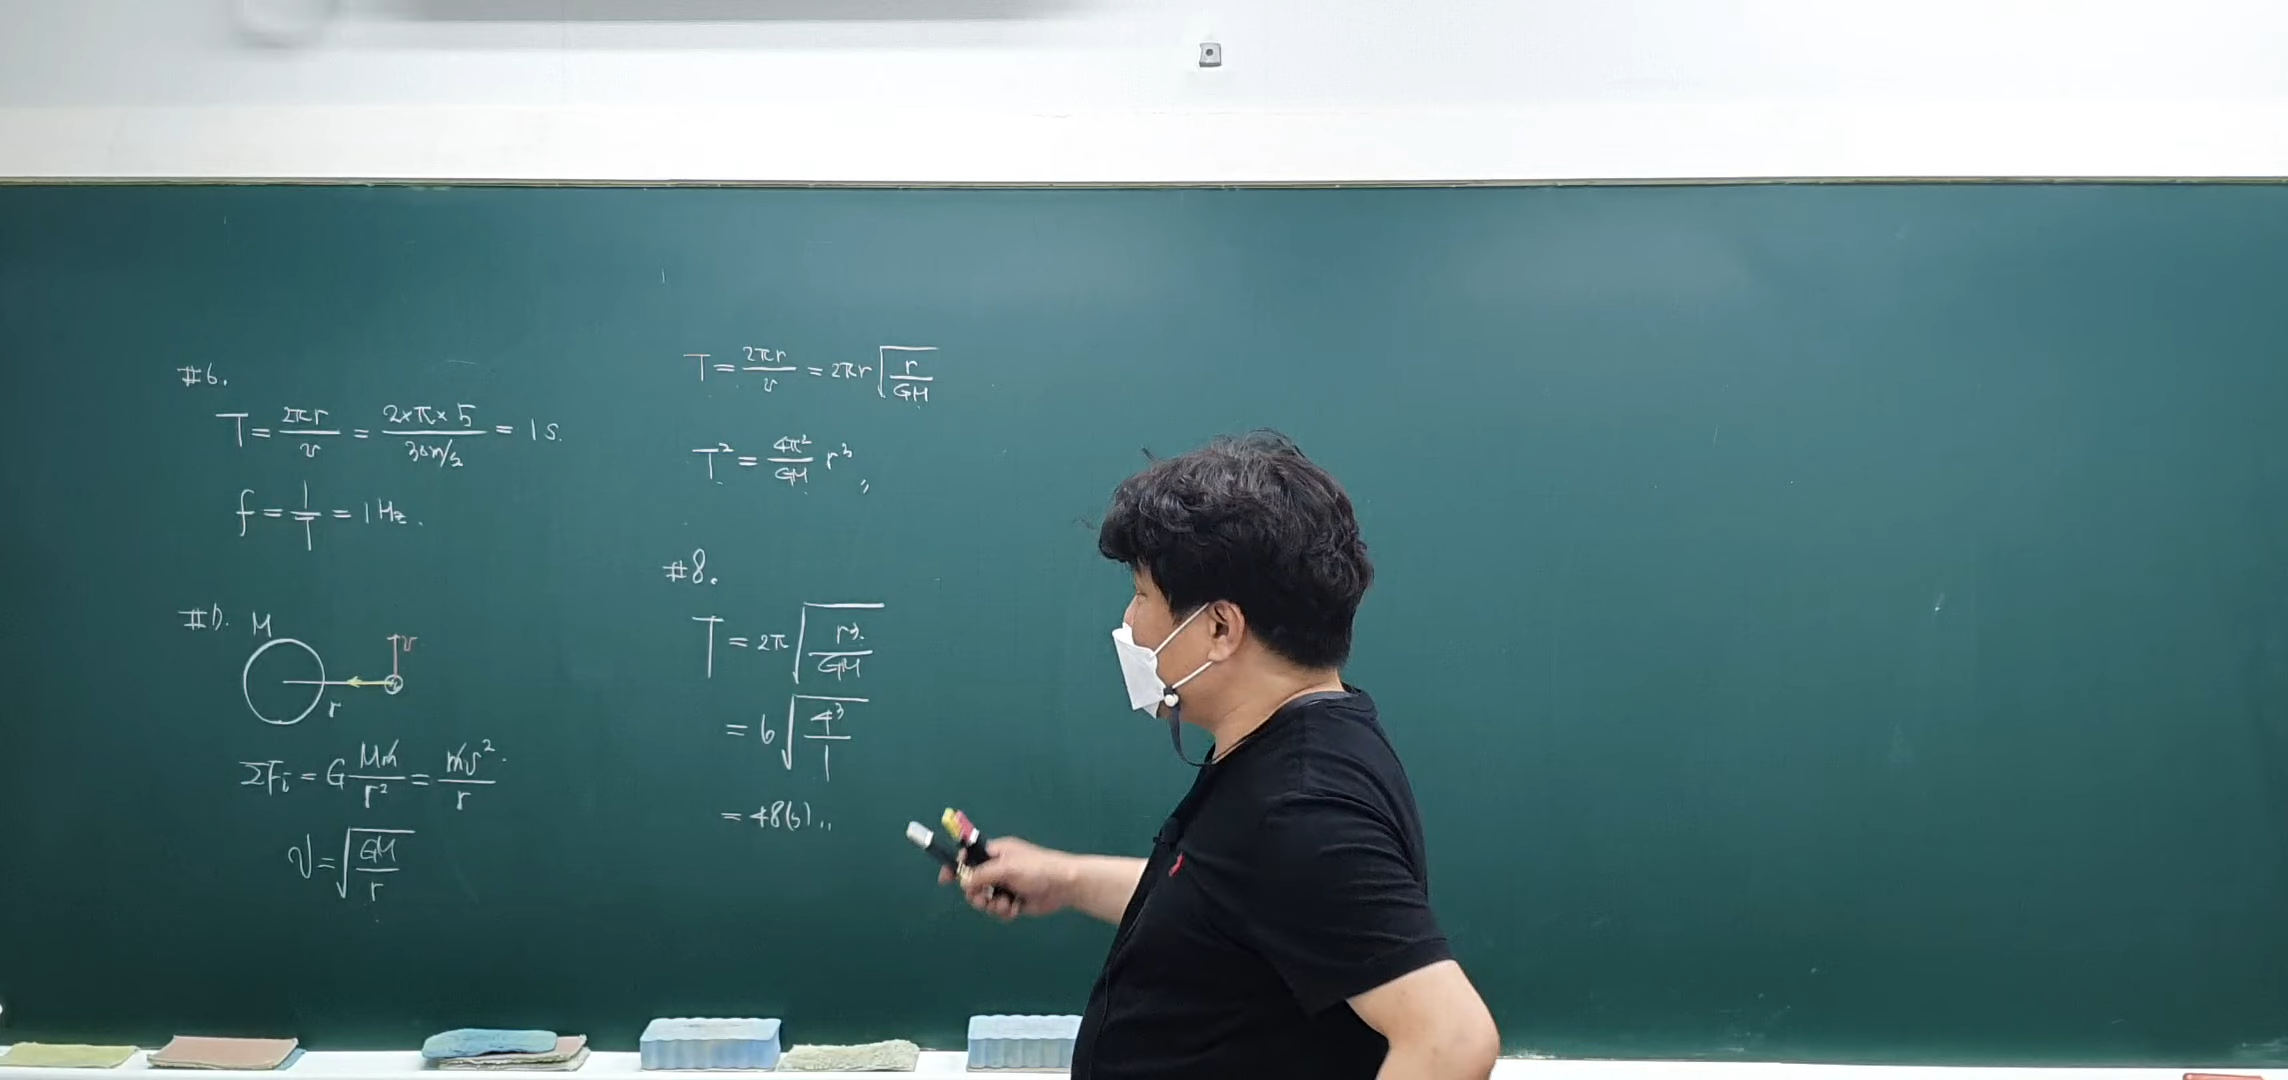 #6.
T = 2πr/v = 2×π×5/30m/s = 1s.
f = 1/T = 1Hz.
#7.
M
v
r
ΣFi = G Mm/r² = mv²/r
v = √(GM/r)
T = 2πr/v = 2πr√(r/GM)
T² = 4π²/GM r³ 〃
#8.
T = 2π√(r³/GM)
= 6√(4³/1)
= 48(s) 〃